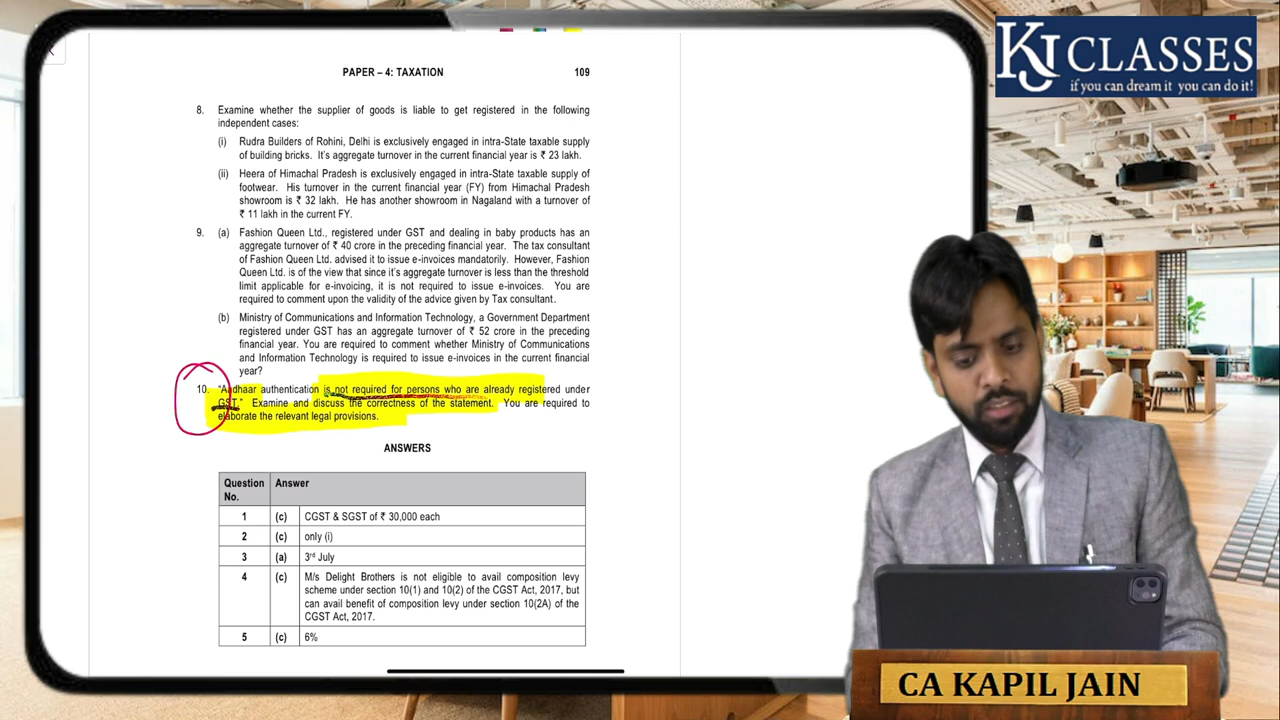 PAPER – 4: TAXATION 109
8. Examine whether the supplier of goods is liable to get registered in the following
independent cases:
(i) Rudra Builders of Rohini, Delhi is exclusively engaged in intra-State taxable supply
of building bricks. It's aggregate turnover in the current financial year is ₹ 23 lakh.
(ii) Heera of Himachal Pradesh is exclusively engaged in intra-State taxable supply of
footwear. His turnover in the current financial year (FY) from Himachal Pradesh
showroom is ₹ 32 lakh. He has another showroom in Nagaland with a turnover of
₹ 11 lakh in the current FY.
9. (a) Fashion Queen Ltd., registered under GST and dealing in baby products has an
aggregate turnover of ₹ 40 crore in the preceding financial year. The tax consultant
of Fashion Queen Ltd. advised it to issue e-invoices mandatorily. However, Fashion
Queen Ltd. is of the view that since it's aggregate turnover is less than the threshold
limit applicable for e-invoicing, it is not required to issue e-invoices. You are
required to comment upon the validity of the advice given by Tax consultant.
(b) Ministry of Communications and Information Technology, a Government Department
registered under GST has an aggregate turnover of ₹ 52 crore in the preceding
financial year. You are required to comment whether Ministry of Communications
and Information Technology is required to issue e-invoices in the current financial
year?
10. "Aadhaar authentication is not required for persons who are already registered under
GST." Examine and discuss the correctness of the statement. You are required to
elaborate the relevant legal provisions.
ANSWERS
Question No. Answer
1 (c) CGST & SGST of ₹ 30,000 each
2 (c) only (i)
3 (a) 3rd July
4 (c) M/s Delight Brothers is not eligible to avail composition levy
scheme under section 10(1) and 10(2) of the CGST Act, 2017, but
can avail benefit of composition levy under section 10(2A) of the
CGST Act, 2017.
5 (c) 6%
KJ CLASSES
if you can dream it you can do it!
CA KAPIL JAIN